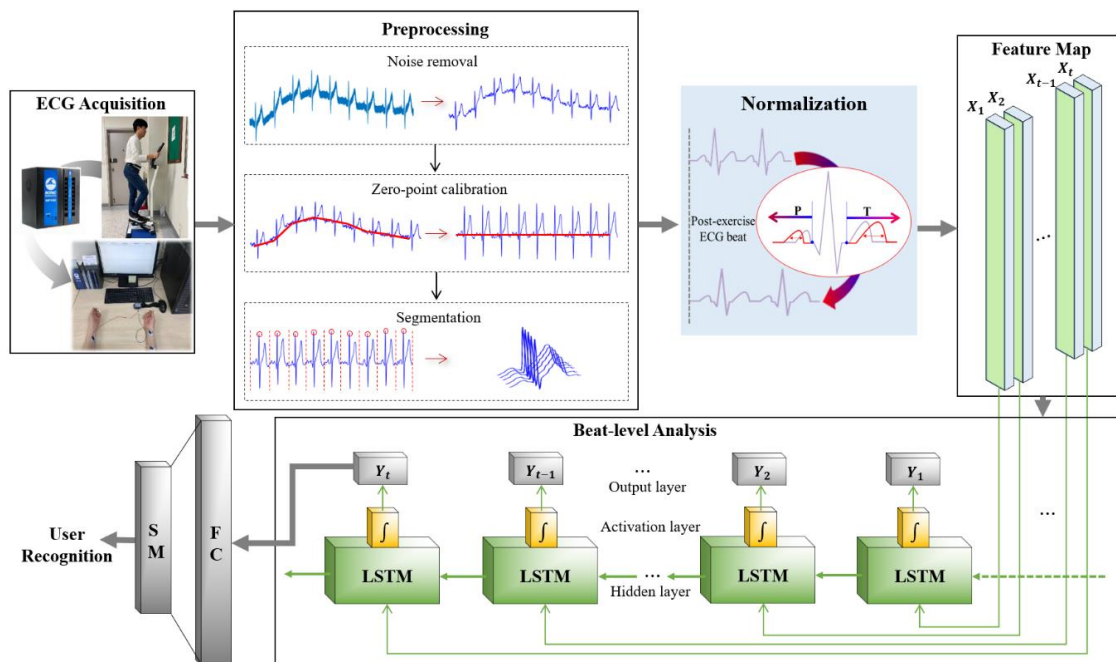 ECG Acquisition
Preprocessing
Noise removal
Zero-point calibration
Segmentation
Normalization
Post-exercise
ECG beat
P
T
Feature Map
X₁
X₂
Xₜ₋₁
Xₜ
...
Beat-level Analysis
Yₜ
Yₜ₋₁
...
Y₂
Y₁
Output layer
∫
∫
Activation layer
∫
∫
...
LSTM
LSTM
...
LSTM
LSTM
Hidden layer
FC
SM
User
Recognition